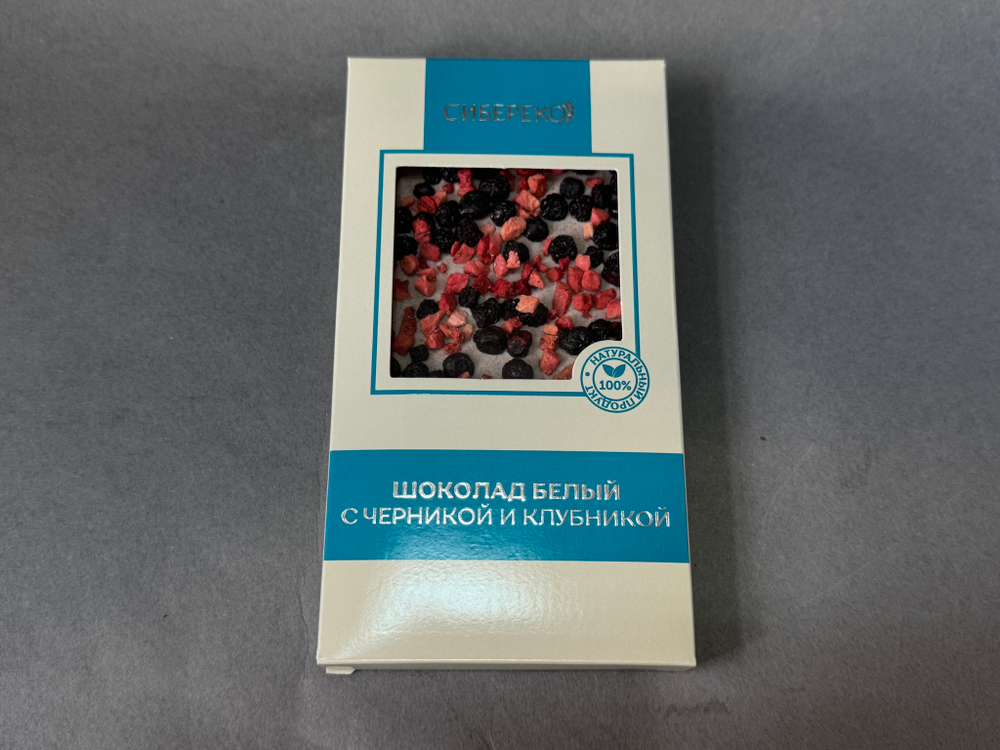 СИБЕРЕКО
НАТУРАЛЬНЫЙ ПРОДУКТ
100%
ШОКОЛАД БЕЛЫЙ
С ЧЕРНИКОЙ И КЛУБНИКОЙ